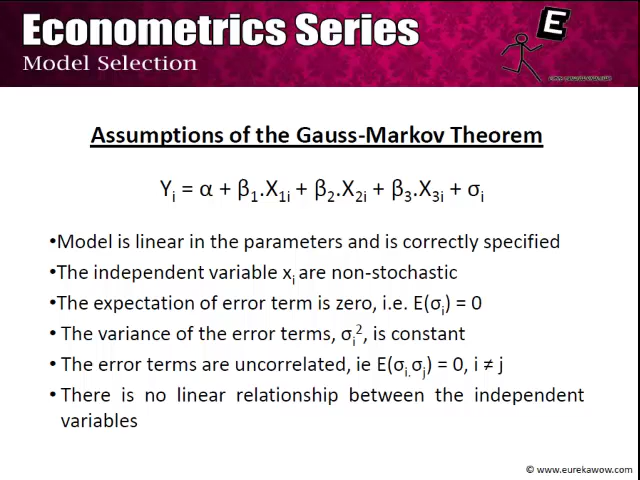 Econometrics Series
Model Selection
E
Assumptions of the Gauss-Markov Theorem
Yᵢ = α + β₁.X₁ᵢ + β₂.X₂ᵢ + β₃.X₃ᵢ + σᵢ
•Model is linear in the parameters and is correctly specified
•The independent variable xᵢ are non-stochastic
•The expectation of error term is zero, i.e. E(σᵢ) = 0
• The variance of the error terms, σᵢ², is constant
• The error terms are uncorrelated, ie E(σᵢ,σⱼ) = 0, i ≠ j
• There is no linear relationship between the independent
variables
© www.eurekawow.com